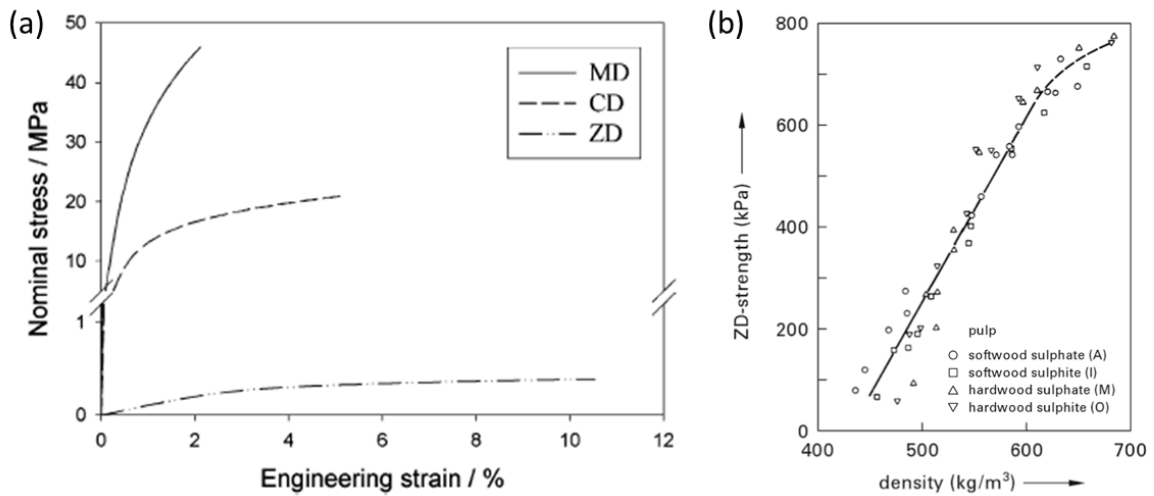 (a)
50
40
30
20
10
1
0
Nominal stress / MPa
MD
CD
ZD
0 2 4 6 8 10 12
Engineering strain / %
(b)
800
600
400
200
0
ZD-strength (kPa)
pulp
softwood sulphate (A)
softwood sulphite (I)
hardwood sulphate (M)
hardwood sulphite (O)
400 500 600 700
density (kg/m³)